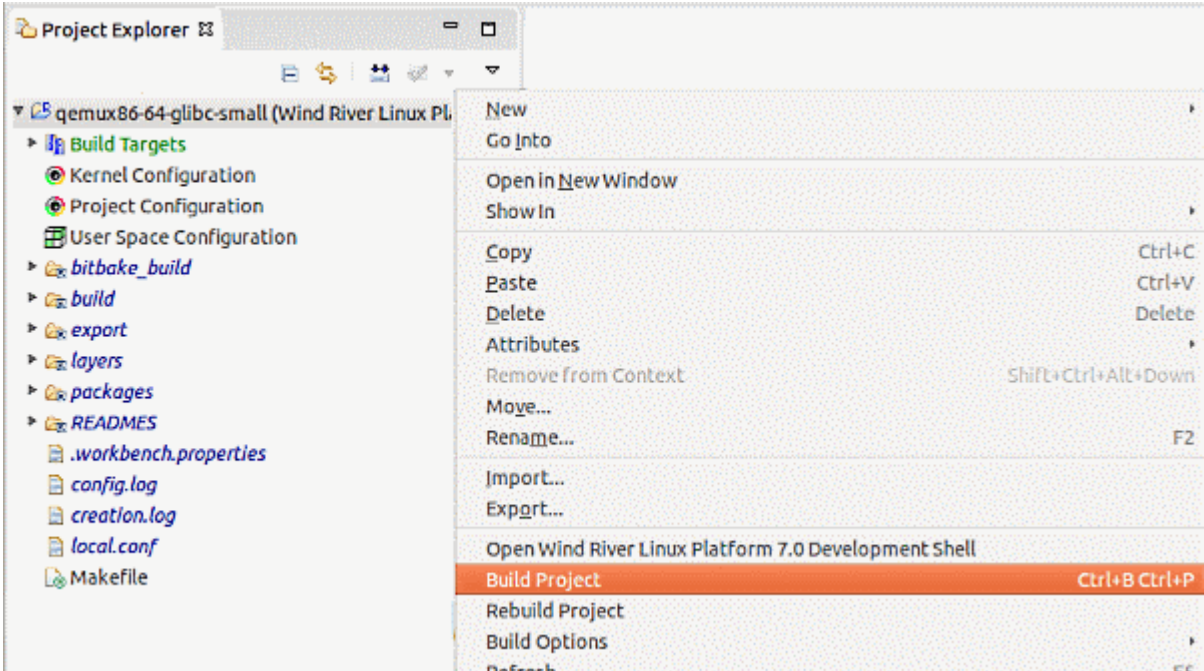 Project Explorer
qemux86-64-glibc-small (Wind River Linux Pl
Build Targets
Kernel Configuration
Project Configuration
User Space Configuration
bitbake_build
build
export
layers
packages
READMES
.workbench.properties
config.log
creation.log
local.conf
Makefile
New
Go Into
Open in New Window
Show In
Copy Ctrl+C
Paste Ctrl+V
Delete Delete
Attributes
Remove from Context Shift+Ctrl+Alt+Down
Move...
Rename... F2
Import...
Export...
Open Wind River Linux Platform 7.0 Development Shell
Build Project Ctrl+B Ctrl+P
Rebuild Project
Build Options
Refresh